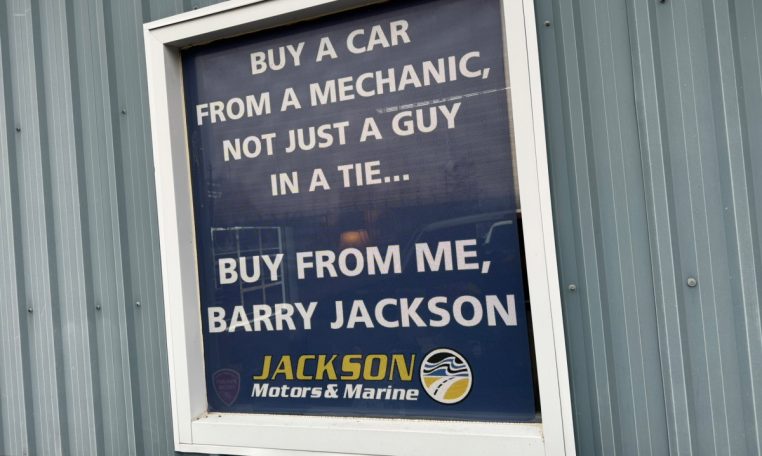 BUY A CAR
FROM A MECHANIC,
NOT JUST A GUY
IN A TIE...
BUY FROM ME,
BARRY JACKSON
JACKSON
Motors & Marine